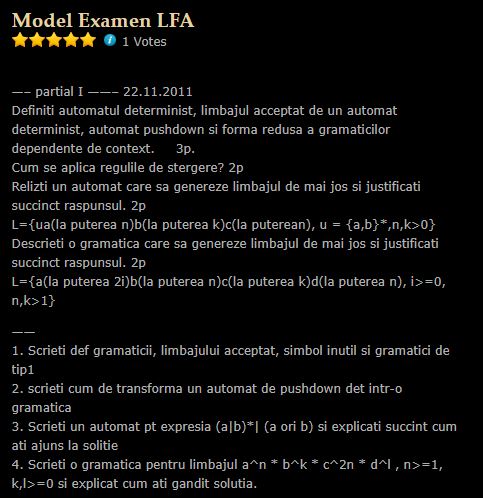 Model Examen LFA
1 Votes
—– partial I ——– 22.11.2011
Definiti automatul determinist, limbajul acceptat de un automat
determinist, automat pushdown si forma redusa a gramaticilor
dependente de context. 3p.
Cum se aplica regulile de stergere? 2p
Relizti un automat care sa genereze limbajul de mai jos si justificati
succinct raspunsul. 2p
L={ua(la puterea n)b(la puterea k)c(la puterean), u = {a,b}*,n,k>0}
Descrieti o gramatica care sa genereze limbajul de mai jos si justificati
succinct raspunsul. 2p
L={a(la puterea 2i)b(la puterea n)c(la puterea k)d(la puterea n), i>=0,
n,k>1}
——
1. Scrieti def gramaticii, limbajului acceptat, simbol inutil si gramatici de
tip1
2. scrieti cum de transforma un automat de pushdown det intr-o
gramatica
3. Scrieti un automat pt expresia (a|b)*| (a ori b) si explicati succint cum
ati ajuns la solitie
4. Scrieti o gramatica pentru limbajul a^n * b^k * c^2n * d^l , n>=1,
k,l>=0 si explicat cum ati gandit solutia.